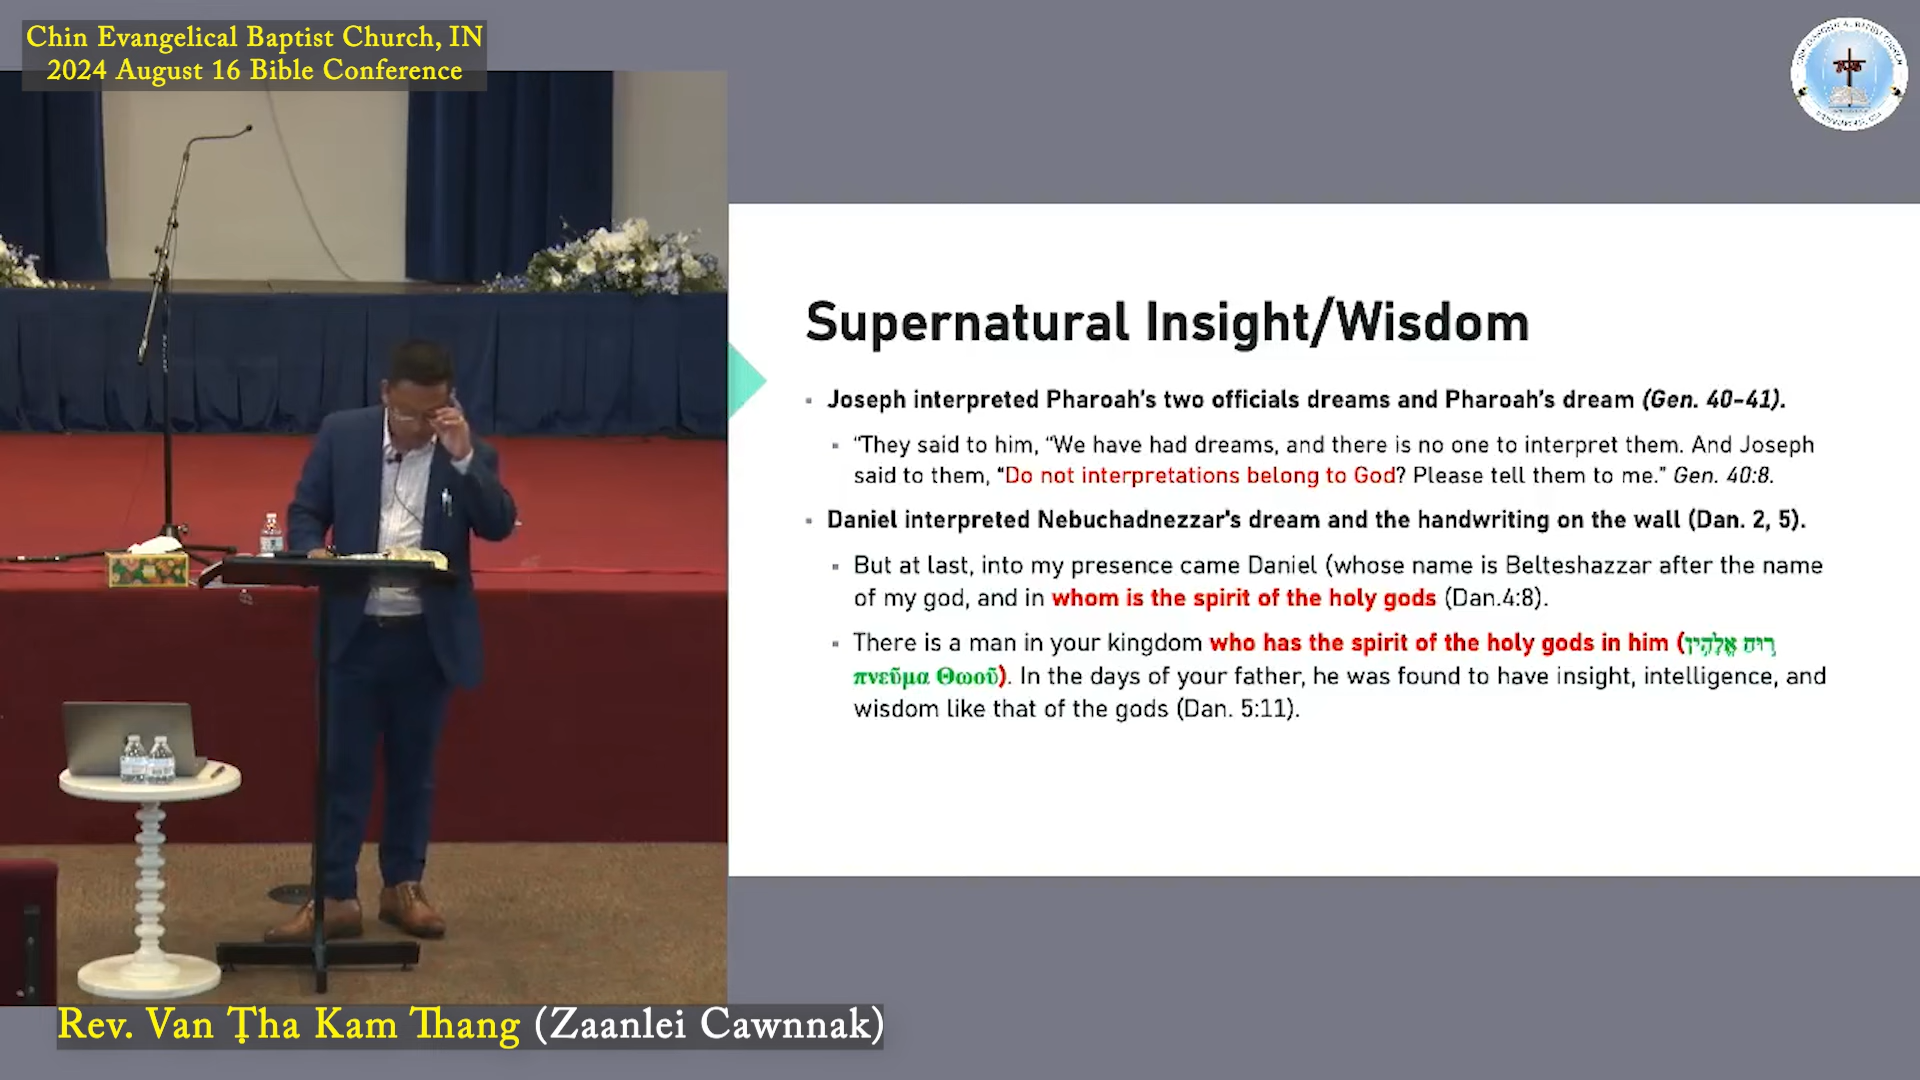 Chin Evangelical Baptist Church, IN
2024 August 16 Bible Conference
Supernatural Insight/Wisdom
▪ Joseph interpreted Pharoah's two officials dreams and Pharoah's dream (Gen. 40-41).
▪ “They said to him, “We have had dreams, and there is no one to interpret them. And Joseph
said to them, “Do not interpretations belong to God? Please tell them to me.” Gen. 40:8.
▪ Daniel interpreted Nebuchadnezzar's dream and the handwriting on the wall (Dan. 2, 5).
▪ But at last, into my presence came Daniel (whose name is Belteshazzar after the name
of my god, and in whom is the spirit of the holy gods (Dan.4:8).
▪ There is a man in your kingdom who has the spirit of the holy gods in him (ר֣וּחַ אֱלָהִ֣ין
πνεῦμα Θωοῦ). In the days of your father, he was found to have insight, intelligence, and
wisdom like that of the gods (Dan. 5:11).
Rev. Van Ṭha Kam Thang (Zaanlei Cawnnak)